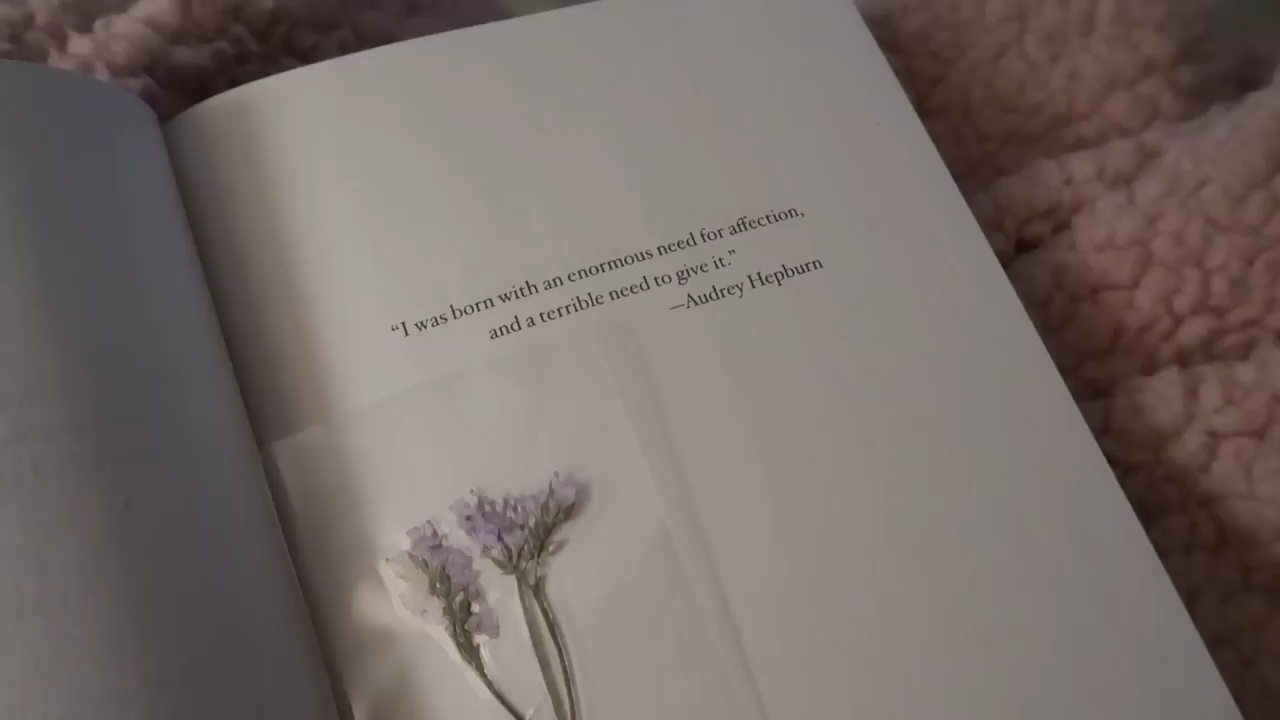 “I was born with an enormous need for affection,
and a terrible need to give it.”
—Audrey Hepburn